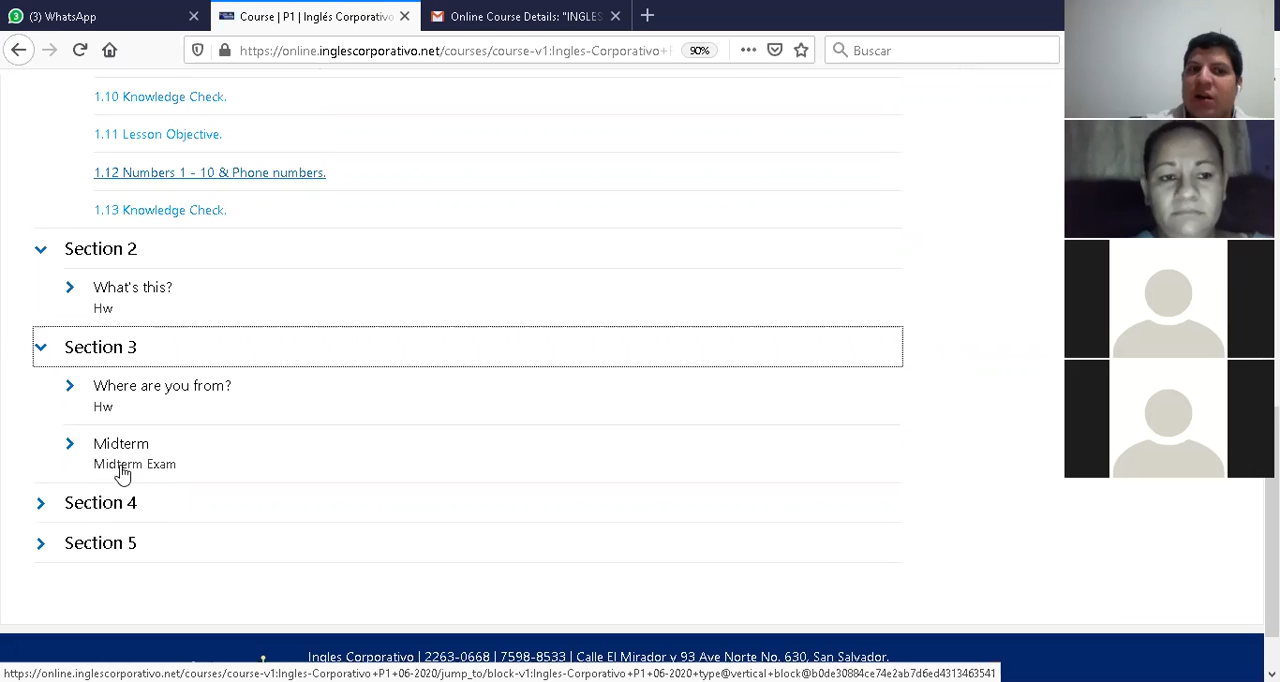 (3) WhatsApp
Course | P1 | Inglés Corporativo
Online Course Details: "INGLES
https://online.inglescorporativo.net/courses/course-v1:Ingles-Corporativo+
90%
Buscar
1.10 Knowledge Check.
1.11 Lesson Objective.
1.12 Numbers 1 - 10 & Phone numbers.
1.13 Knowledge Check.
Section 2
What's this?
Hw
Section 3
Where are you from?
Hw
Midterm
Midterm Exam
Section 4
Section 5
Ingles Corporativo | 2263-0668 | 7598-8533 | Calle El Mirador y 93 Ave Norte No. 630, San Salvador.
https://online.inglescorporativo.net/courses/course-v1:Ingles-Corporativo+P1+06-2020/jump_to/block-v1:Ingles-Corporativo+P1+06-2020+type@vertical+block@b0de30884ce74e2ab7d6ed4313463541